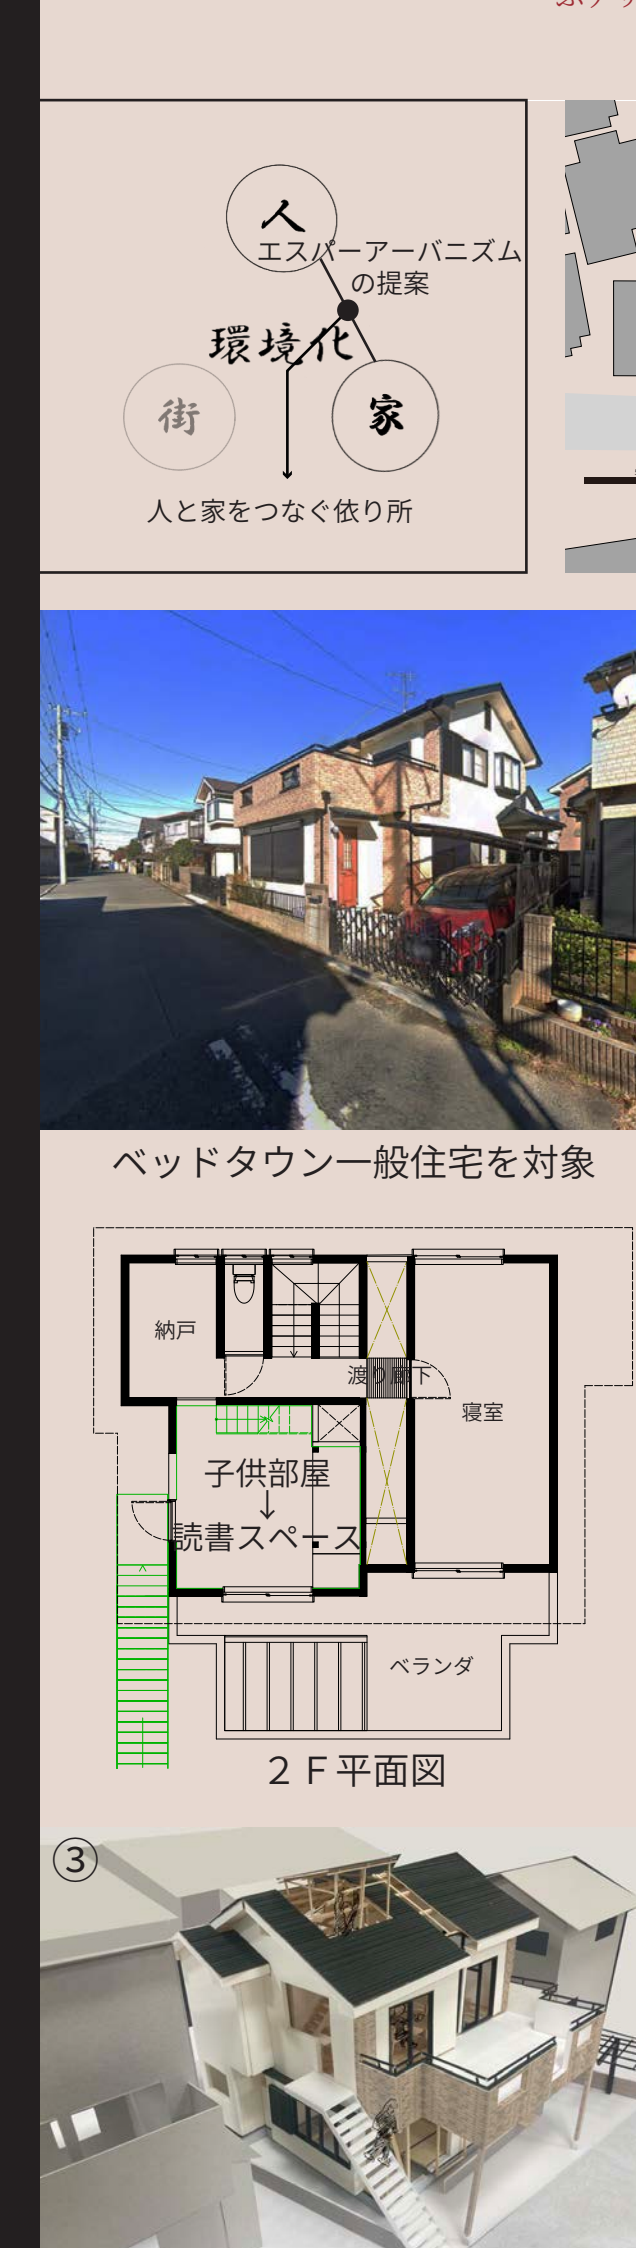 人
エスパーアーバニズム
の提案
環境化
街
家
人と家をつなぐ依り所
ベッドタウン一般住宅を対象
納戸
渡り廊下
寝室
子供部屋
↓
読書スペース
ベランダ
２Ｆ平面図
③